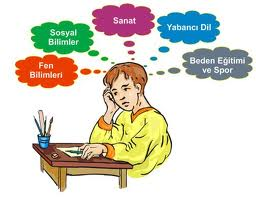 Sanat
Sosyal
Bilimler
Yabancı Dil
Fen
Bilimleri
Beden Eğitimi
ve Spor